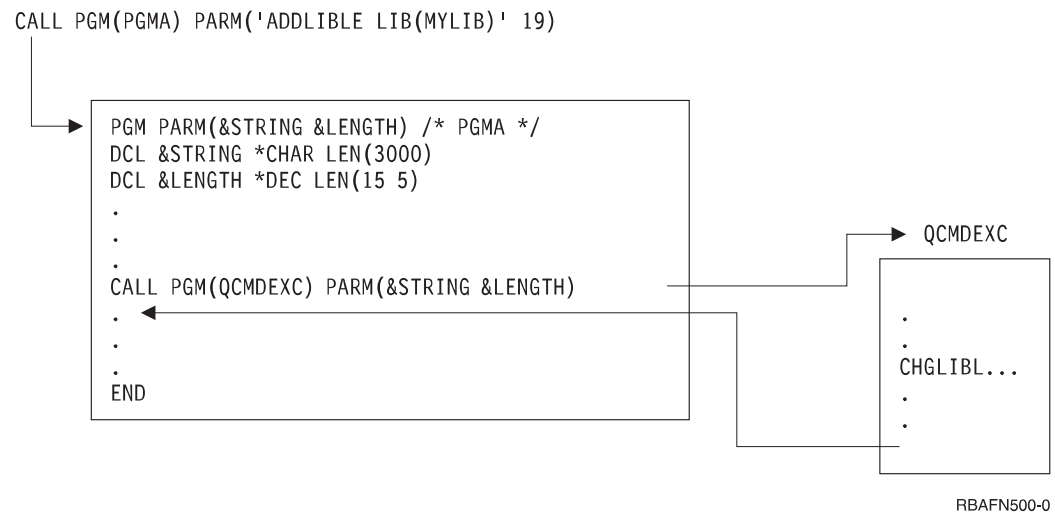 CALL PGM(PGMA) PARM('ADDLIBLE LIB(MYLIB)' 19)
PGM PARM(&STRING &LENGTH) /* PGMA */
DCL &STRING *CHAR LEN(3000)
DCL &LENGTH *DEC LEN(15 5)
.
.
.
CALL PGM(QCMDEXC) PARM(&STRING &LENGTH)
.
.
.
END
QCMDEXC
.
.
CHGLIBL...
.
.
RBAFN500-0